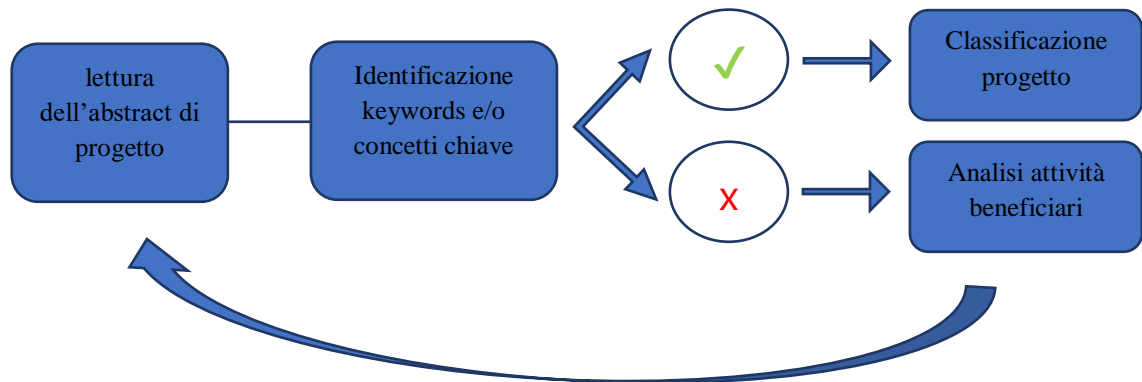 lettura
dell’abstract di
progetto
Identificazione
keywords e/o
concetti chiave
✓
Classificazione
progetto
x
Analisi attività
beneficiari